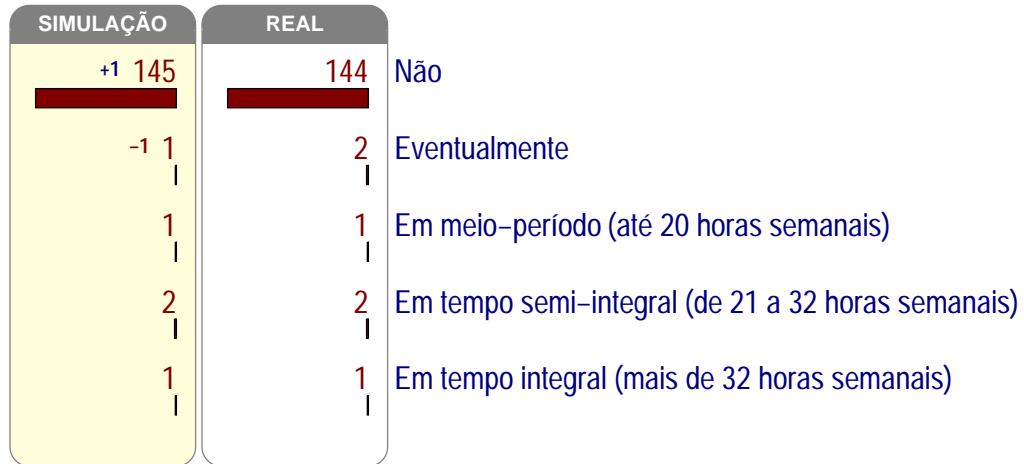 SIMULAÇÃO REAL
+1 145 144 Não
−1 1 2 Eventualmente
1 1 Em meio−período (até 20 horas semanais)
2 2 Em tempo semi−integral (de 21 a 32 horas semanais)
1 1 Em tempo integral (mais de 32 horas semanais)